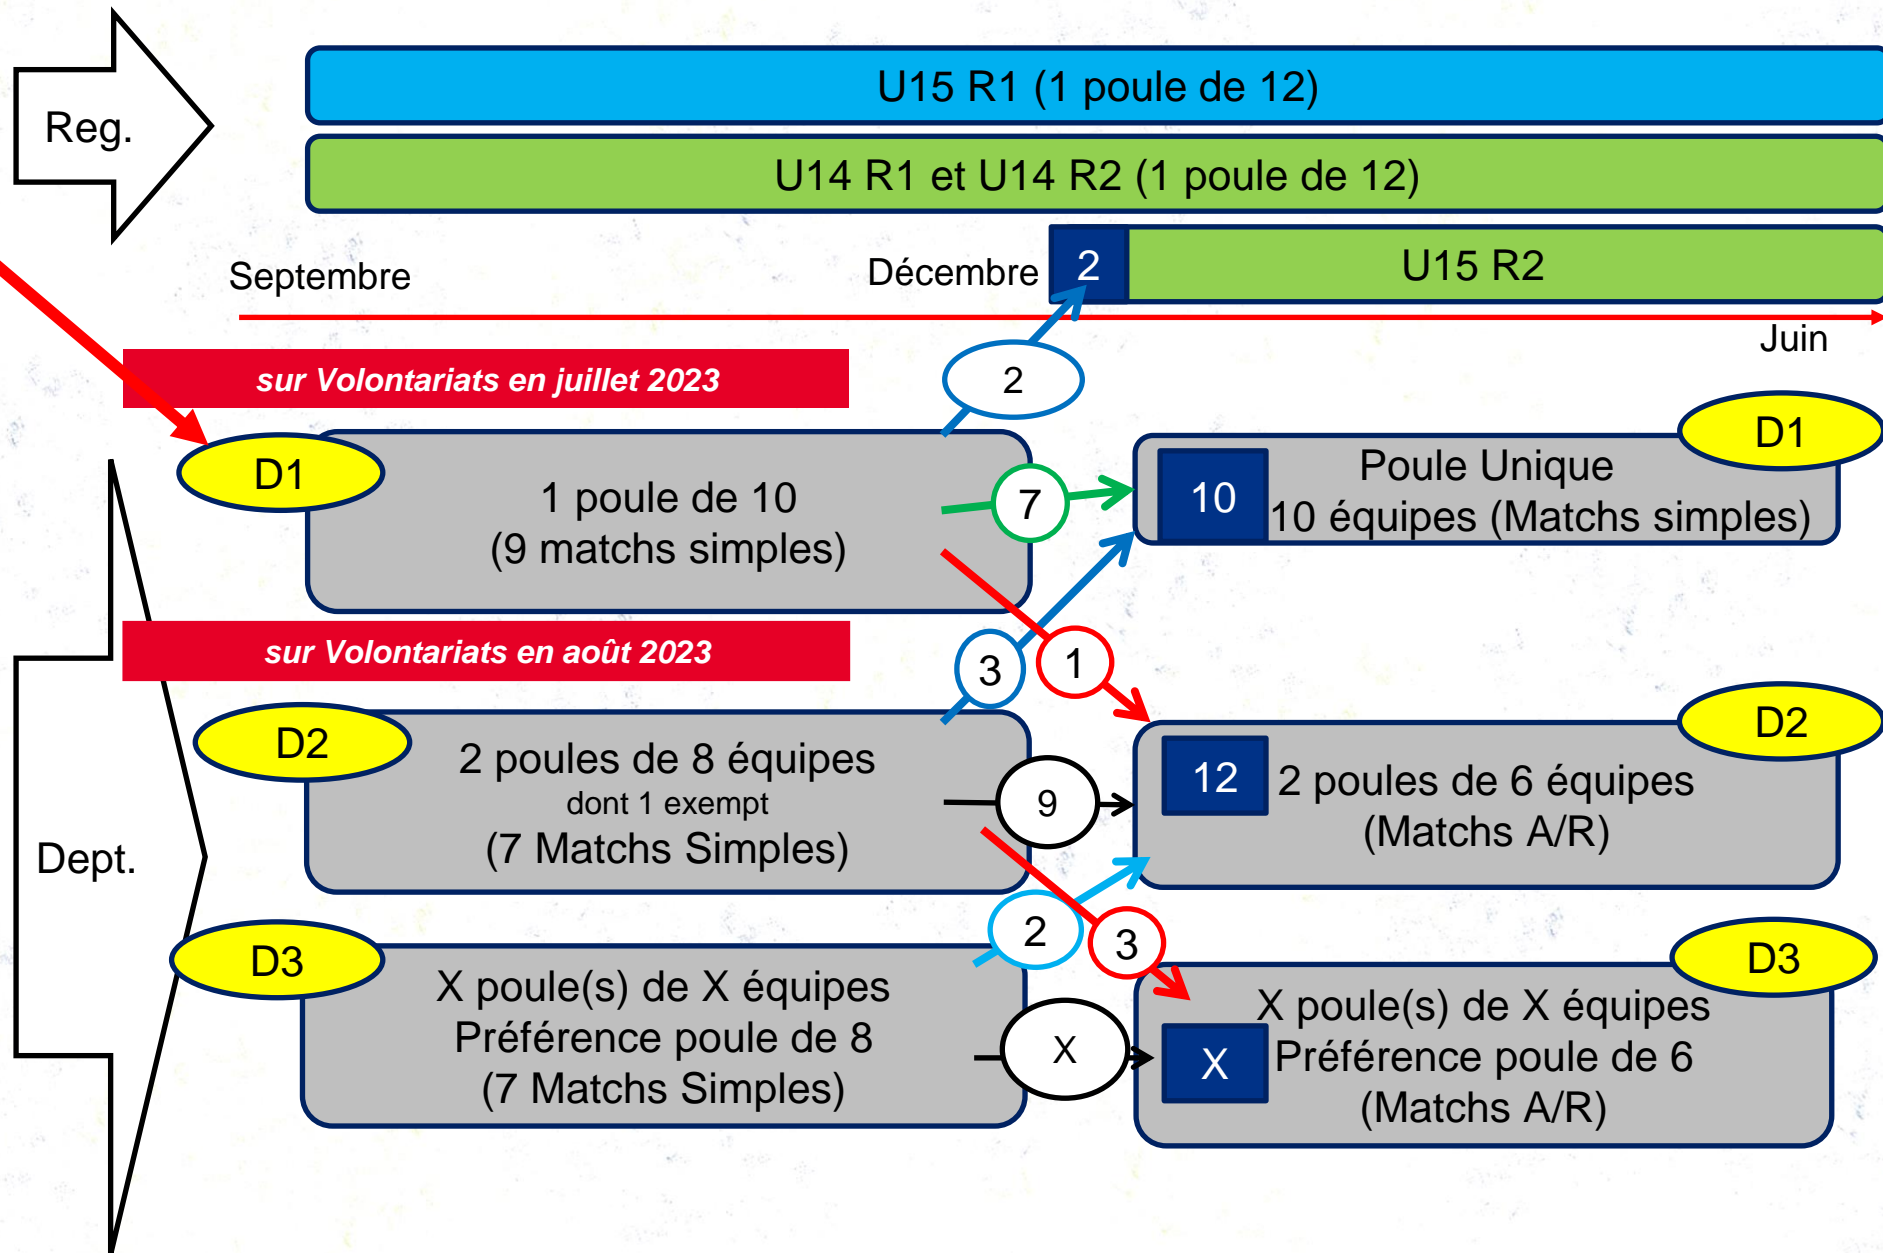 Reg.
U15 R1 (1 poule de 12)
U14 R1 et U14 R2 (1 poule de 12)
Septembre
Décembre
2
U15 R2
Juin
sur Volontariats en juillet 2023
2
D1
1 poule de 10
(9 matchs simples)
7
D1
10
Poule Unique
10 équipes (Matchs simples)
sur Volontariats en août 2023
3
1
Dept.
D2
2 poules de 8 équipes
dont 1 exempt
(7 Matchs Simples)
9
D2
12
2 poules de 6 équipes
(Matchs A/R)
2
3
D3
X poule(s) de X équipes
Préférence poule de 8
(7 Matchs Simples)
X
D3
X
X poule(s) de X équipes
Préférence poule de 6
(Matchs A/R)